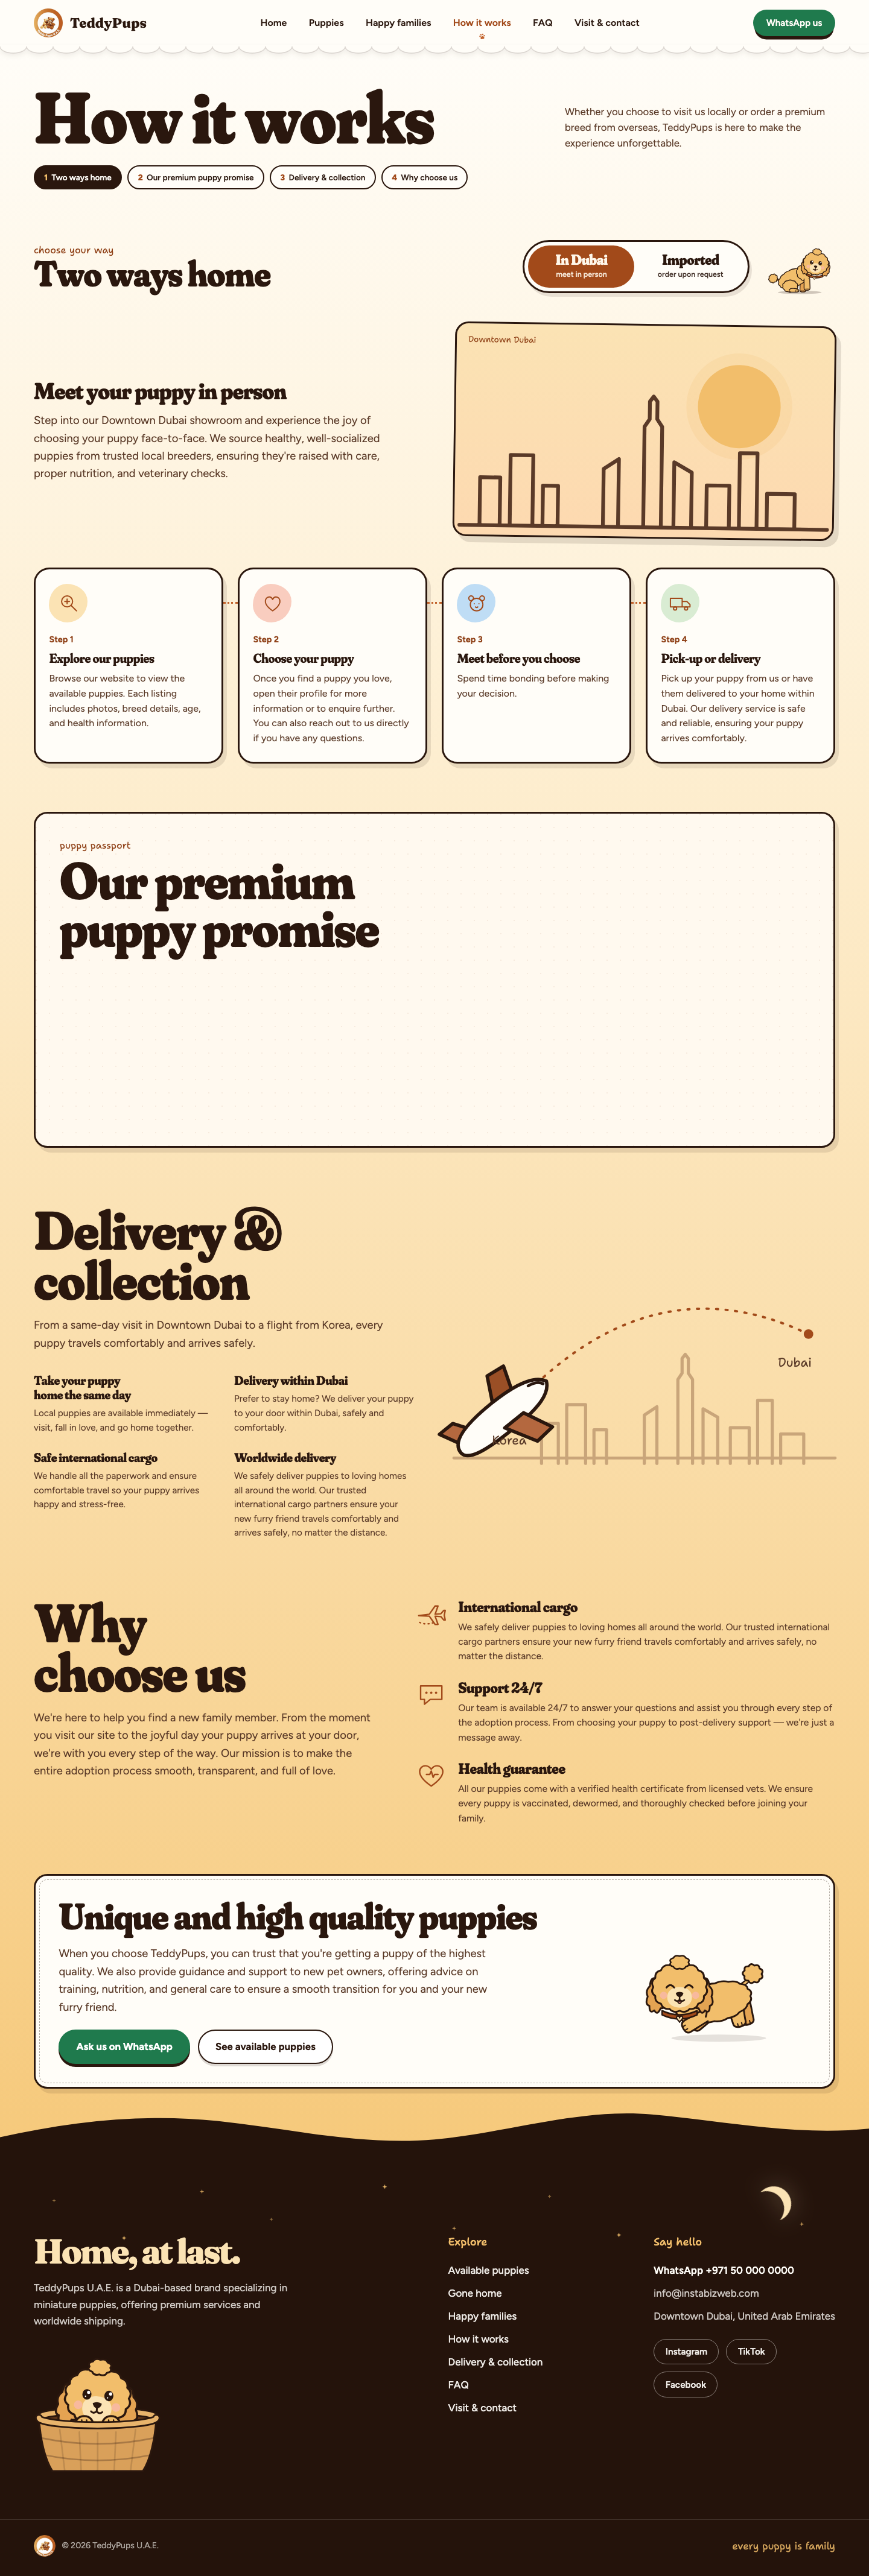 TeddyPups
Home
Puppies
Happy families
How it works
FAQ
Visit & contact
WhatsApp us
How it works
Whether you choose to visit us locally or order a premium
breed from overseas, TeddyPups is here to make the
experience unforgettable.
1 Two ways home
2 Our premium puppy promise
3 Delivery & collection
4 Why choose us
choose your way
Two ways home
In Dubai
meet in person
Imported
order upon request
Downtown Dubai
Meet your puppy in person
Step into our Downtown Dubai showroom and experience the joy of
choosing your puppy face-to-face. We source healthy, well-socialized
puppies from trusted local breeders, ensuring they're raised with care,
proper nutrition, and veterinary checks.
Step 1
Explore our puppies
Browse our website to view the
available puppies. Each listing
includes photos, breed details, age,
and health information.
Step 2
Choose your puppy
Once you find a puppy you love,
open their profile for more
information or to enquire further.
You can also reach out to us directly
if you have any questions.
Step 3
Meet before you choose
Spend time bonding before making
your decision.
Step 4
Pick-up or delivery
Pick up your puppy from us or have
them delivered to your home within
Dubai. Our delivery service is safe
and reliable, ensuring your puppy
arrives comfortably.
puppy passport
Our premium
puppy promise
Delivery &
collection
From a same-day visit in Downtown Dubai to a flight from Korea, every
puppy travels comfortably and arrives safely.
Take your puppy
home the same day
Local puppies are available immediately —
visit, fall in love, and go home together.
Delivery within Dubai
Prefer to stay home? We deliver your puppy
to your door within Dubai, safely and
comfortably.
Safe international cargo
We handle all the paperwork and ensure
comfortable travel so your puppy arrives
happy and stress-free.
Worldwide delivery
We safely deliver puppies to loving homes
all around the world. Our trusted
international cargo partners ensure your
new furry friend travels comfortably and
arrives safely, no matter the distance.
Dubai
Korea
Why
choose us
We're here to help you find a new family member. From the moment
you visit our site to the joyful day your puppy arrives at your door,
we're with you every step of the way. Our mission is to make the
entire adoption process smooth, transparent, and full of love.
International cargo
We safely deliver puppies to loving homes all around the world. Our trusted international
cargo partners ensure your new furry friend travels comfortably and arrives safely, no
matter the distance.
Support 24/7
Our team is available 24/7 to answer your questions and assist you through every step of
the adoption process. From choosing your puppy to post-delivery support — we're just a
message away.
Health guarantee
All our puppies come with a verified health certificate from licensed vets. We ensure
every puppy is vaccinated, dewormed, and thoroughly checked before joining your
family.
Unique and high quality puppies
When you choose TeddyPups, you can trust that you're getting a puppy of the highest
quality. We also provide guidance and support to new pet owners, offering advice on
training, nutrition, and general care to ensure a smooth transition for you and your new
furry friend.
Ask us on WhatsApp
See available puppies
Home, at last.
TeddyPups U.A.E. is a Dubai-based brand specializing in
miniature puppies, offering premium services and
worldwide shipping.
Explore
Available puppies
Gone home
Happy families
How it works
Delivery & collection
FAQ
Visit & contact
Say hello
WhatsApp +971 50 000 0000
info@instabizweb.com
Downtown Dubai, United Arab Emirates
Instagram
TikTok
Facebook
© 2026 TeddyPups U.A.E.
every puppy is family